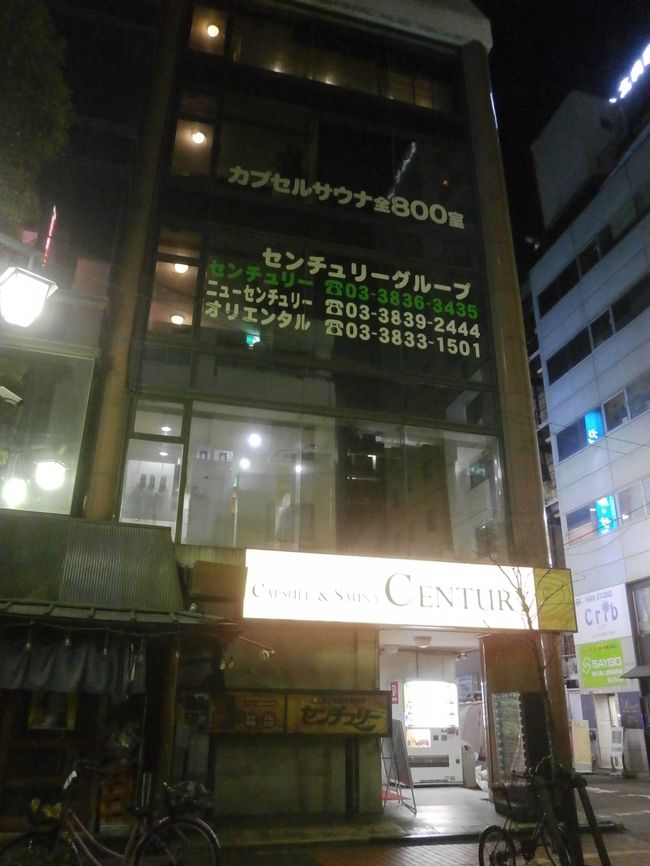 カプセルサウナ全800室
センチュリーグループ
センチュリー ☎03-3836-3435
ニューセンチュリー ☎03-3839-2444
オリエンタル ☎03-3833-1501
CAPSULE & SAUNA CENTURY
センチュリー
HAIR STUDIO
Crib
SAYGO